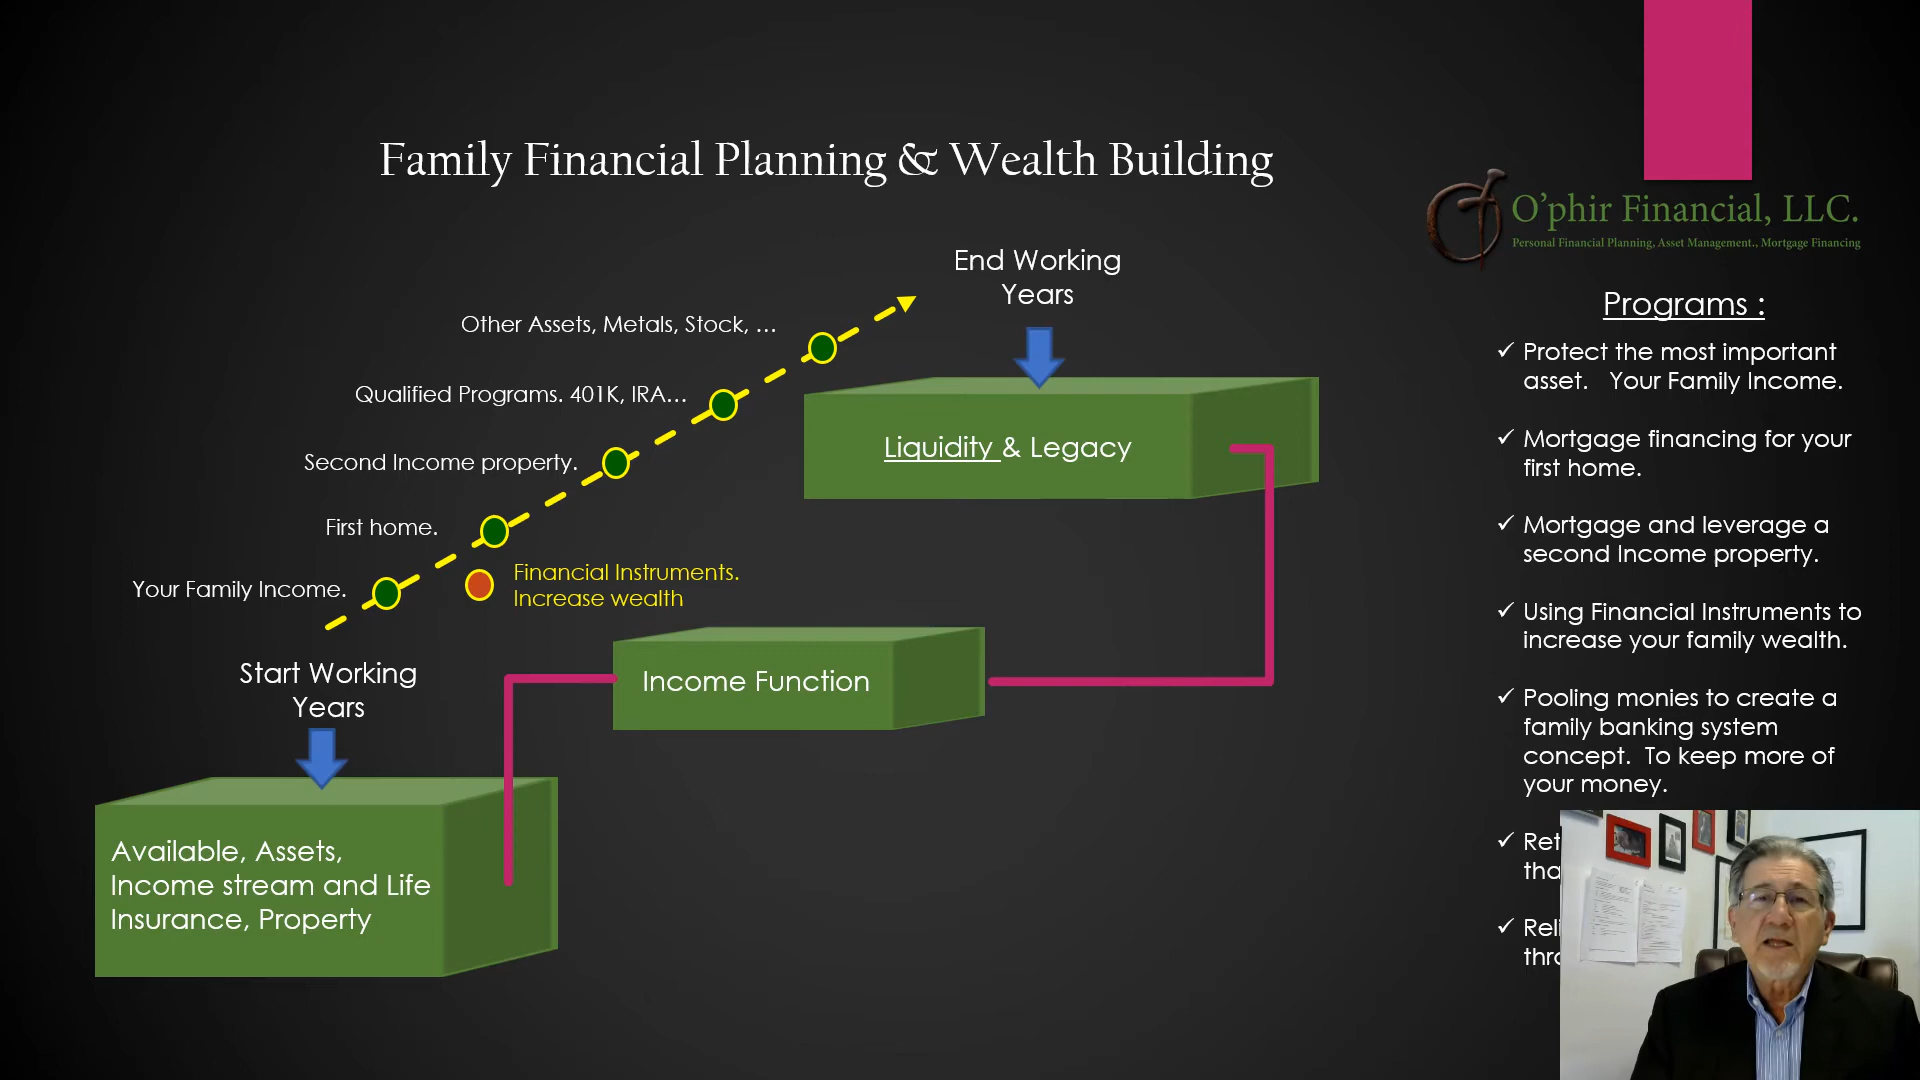 Family Financial Planning & Wealth Building
O'phir Financial, LLC.
Personal Financial Planning, Asset Management., Mortgage Financing
End Working
Years
Other Assets, Metals, Stock, ...
Qualified Programs. 401K, IRA...
Second Income property.
First home.
Your Family Income.
Financial Instruments.
Increase wealth
Liquidity & Legacy
Start Working
Years
Income Function
Available, Assets,
Income stream and Life
Insurance, Property
Programs :
Protect the most important
asset. Your Family Income.
Mortgage financing for your
first home.
Mortgage and leverage a
second Income property.
Using Financial Instruments to
increase your family wealth.
Pooling monies to create a
family banking system
concept. To keep more of
your money.